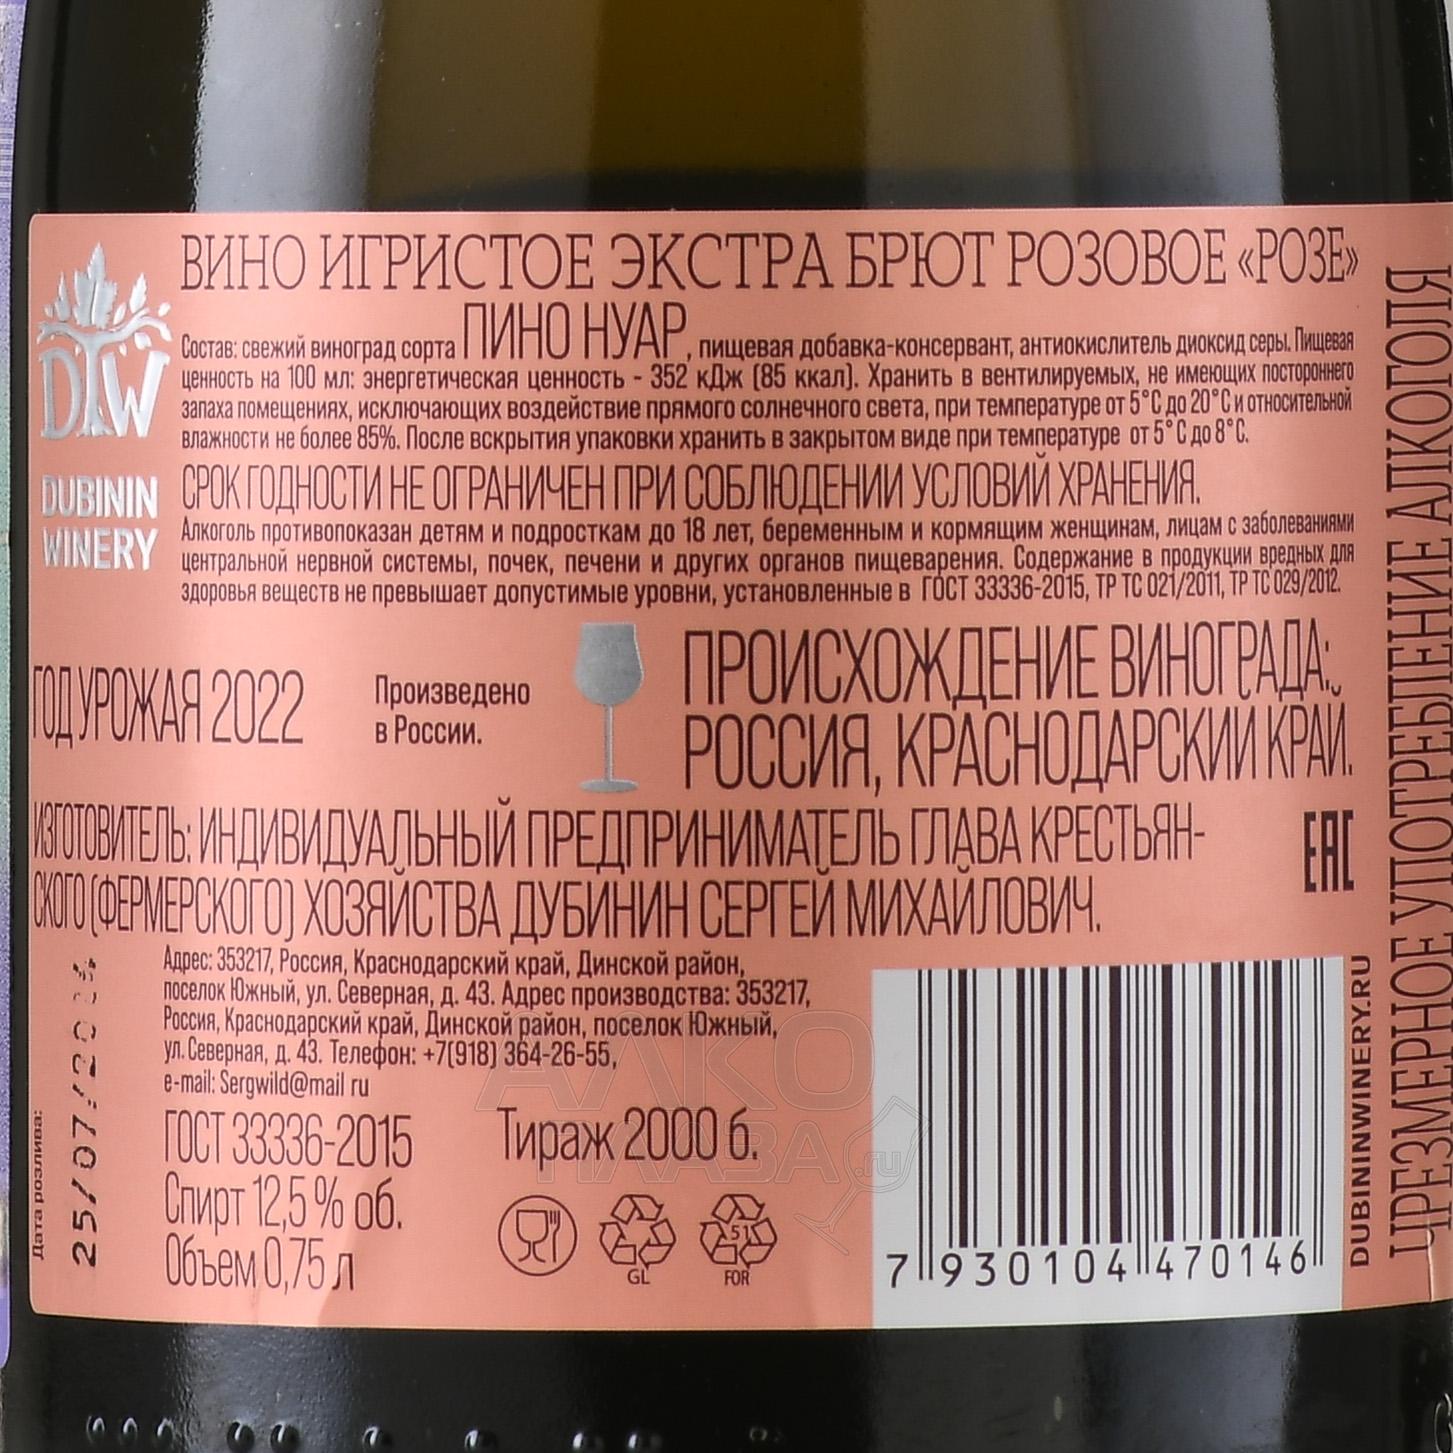 ВИНО ИГРИСТОЕ ЭКСТРА БРЮТ РОЗОВОЕ «РОЗЕ»
Состав: свежий виноград сорта ПИНО НУАР, пищевая добавка-консервант, антиокислитель диоксид серы. Пищевая
ценность на 100 мл: энергетическая ценность - 352 кДж (85 ккал). Хранить в вентилируемых, не имеющих постороннего
запаха помещениях, исключающих воздействие прямого солнечного света, при температуре от 5°С до 20°С и относительной
влажности не более 85%. После вскрытия упаковки хранить в закрытом виде при температуре от 5°С до 8°С.
DW
DUBININ
WINERY
СРОК ГОДНОСТИ НЕ ОГРАНИЧЕН ПРИ СОБЛЮДЕНИИ УСЛОВИЙ ХРАНЕНИЯ.
Алкоголь противопоказан детям и подросткам до 18 лет, беременным и кормящим женщинам, лицам с заболеваниями
центральной нервной системы, почек, печени и других органов пищеварения. Содержание в продукции вредных для
здоровья веществ не превышает допустимые уровни, установленные в ГОСТ 33336-2015, ТР ТС 021/2011, ТР ТС 029/2012.
ГОД УРОЖАЯ 2022
Произведено
в России.
ПРОИСХОЖДЕНИЕ ВИНОГРАДА:
РОССИЯ, КРАСНОДАРСКИЙ КРАЙ.
ИЗГОТОВИТЕЛЬ: ИНДИВИДУАЛЬНЫЙ ПРЕДПРИНИМАТЕЛЬ ГЛАВА КРЕСТЬЯН-
СКОГО (ФЕРМЕРСКОГО) ХОЗЯЙСТВА ДУБИНИН СЕРГЕЙ МИХАЙЛОВИЧ.
ЕАС
Адрес: 353217, Россия, Краснодарский край, Динской район,
поселок Южный, ул. Северная, д. 43. Адрес производства: 353217,
Россия, Краснодарский край, Динской район, поселок Южный,
ул. Северная, д. 43. Телефон: +7(918) 364-26-55,
e-mail: Sergwild@mail ru
Дата розлива:
25/07/
ГОСТ 33336-2015
Спирт 12,5 % об.
Объем 0,75 л
Тираж 2000 б.
GL
51
FOR
7 930104 470146
DUBININWINERY.RU
ЧРЕЗМЕРНОЕ УПОТРЕБЛЕНИЕ АЛКОГОЛЯ
АЛКО
ПЛАЗА
.ru